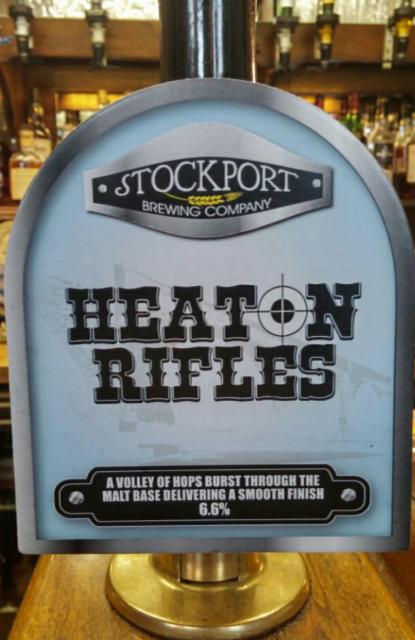 STOCKPORT
BREWING COMPANY
HEATON
RIFLES
A VOLLEY OF HOPS BURST THROUGH THE
MALT BASE DELIVERING A SMOOTH FINISH
6.6%